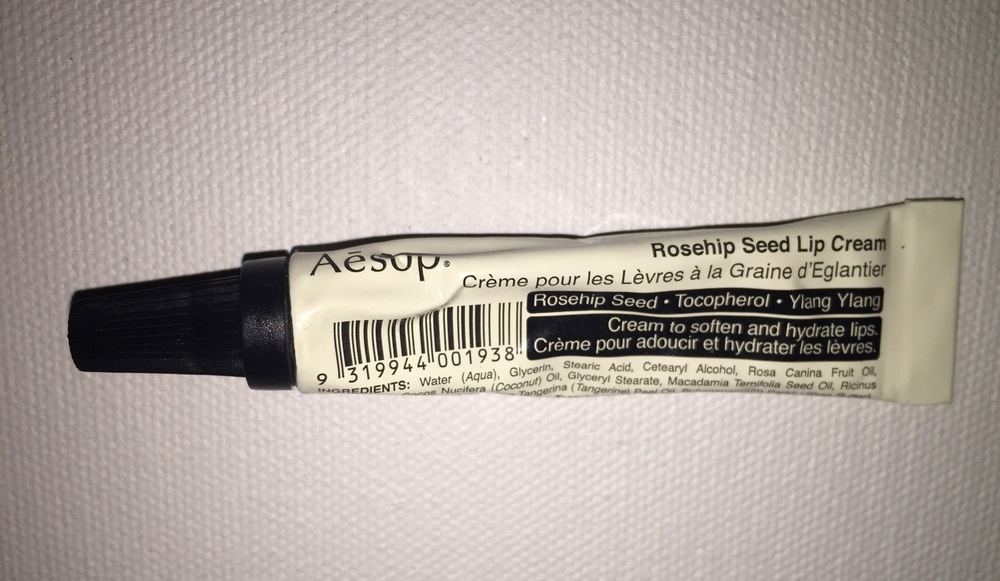 Aēsop®
Rosehip Seed Lip Cream
Crème pour les Lèvres à la Graine d'Eglantier
Rosehip Seed • Tocopherol • Ylang Ylang
Cream to soften and hydrate lips.
Crème pour adoucir et hydrater les lèvres.
9 319944 001938
INGREDIENTS: Water (Aqua), Glycerin, Stearic Acid, Cetearyl Alcohol, Rosa Canina Fruit Oil,
Cocos Nucifera (Coconut) Oil, Glyceryl Stearate, Macadamia Ternifolia Seed Oil, Ricinus
Tangerina (Tangerine) Peel Oil,